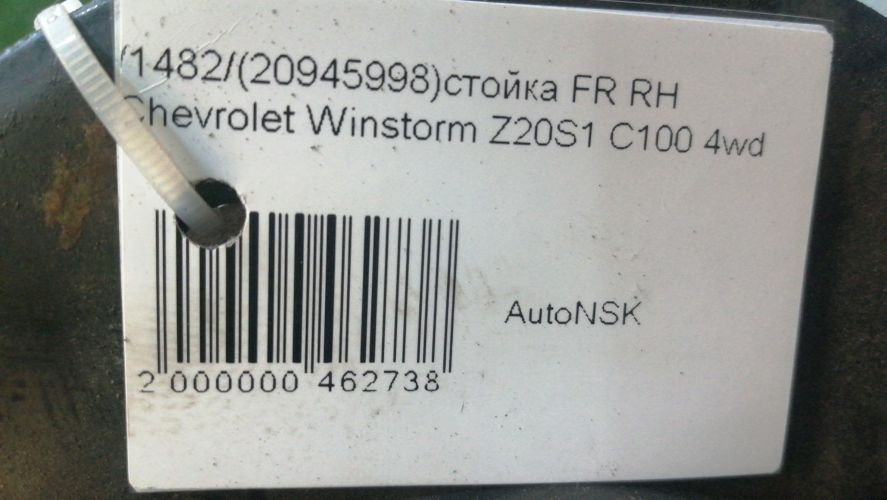 /1482/(20945998)стойка FR RH
Chevrolet Winstorm Z20S1 C100 4wd
AutoNSK
2 000000 462738